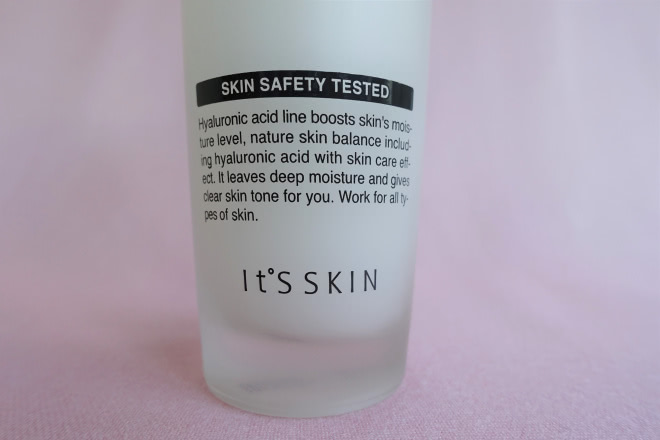 SKIN SAFETY TESTED
Hyaluronic acid line boosts skin's mois-
ture level, nature skin balance includ-
ing hyaluronic acid with skin care eff-
ect. It leaves deep moisture and gives
clear skin tone for you. Work for all ty-
pes of skin.
It°S SKIN